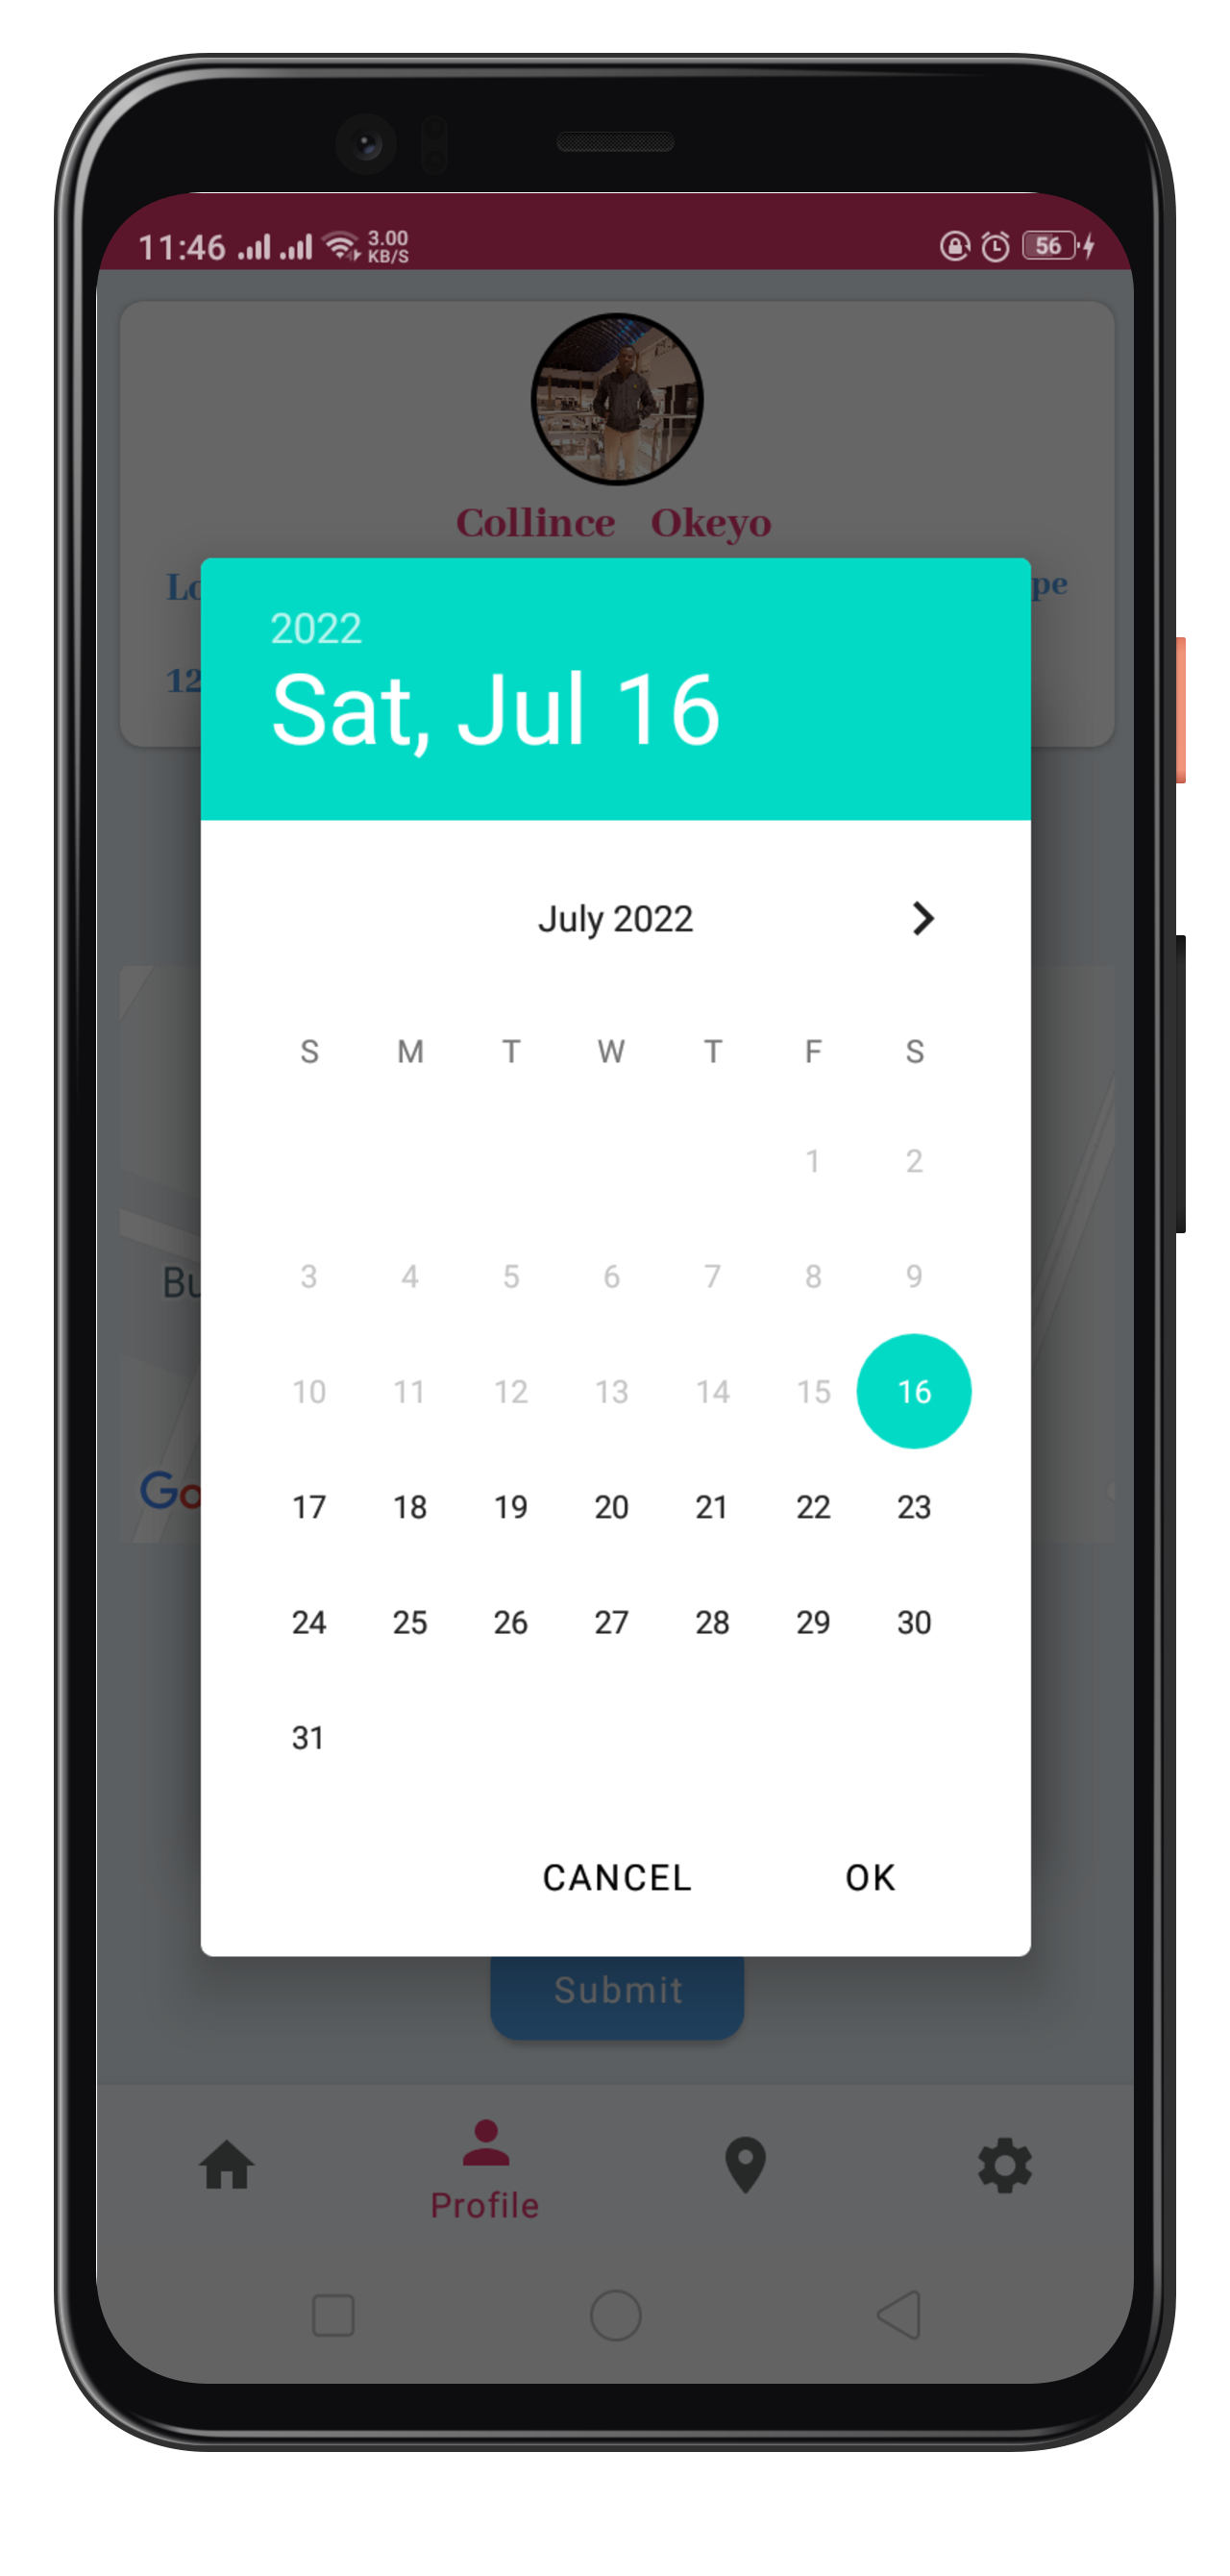 11:46 3.00 KB/S 56
Collince Okeyo
Lo pe
12
2022
Sat, Jul 16
July 2022
S M T W T F S
1 2
3 4 5 6 7 8 9
10 11 12 13 14 15 16
17 18 19 20 21 22 23
24 25 26 27 28 29 30
31
Bu
Go
CANCEL OK
Submit
Profile